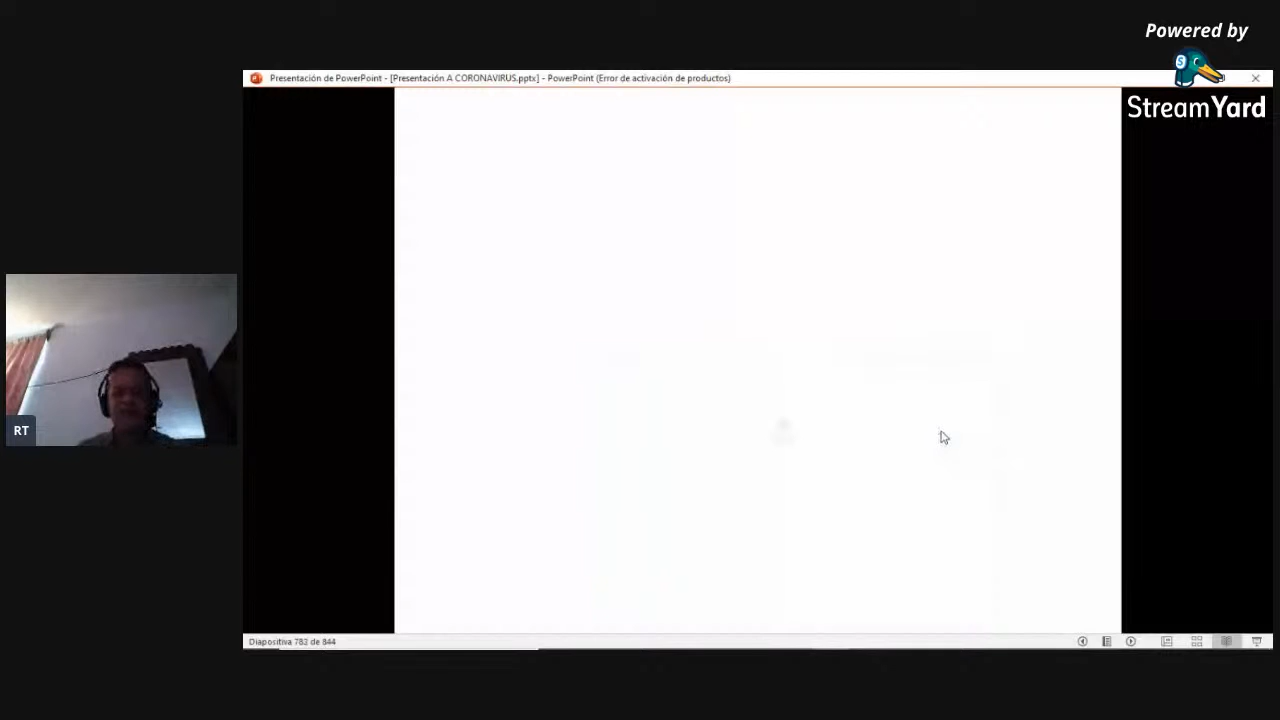 Powered by
StreamYard
Presentación de PowerPoint - [Presentación A CORONAVIRUS.pptx] - PowerPoint (Error de activación de productos)
RT
Diapositiva 783 de 844